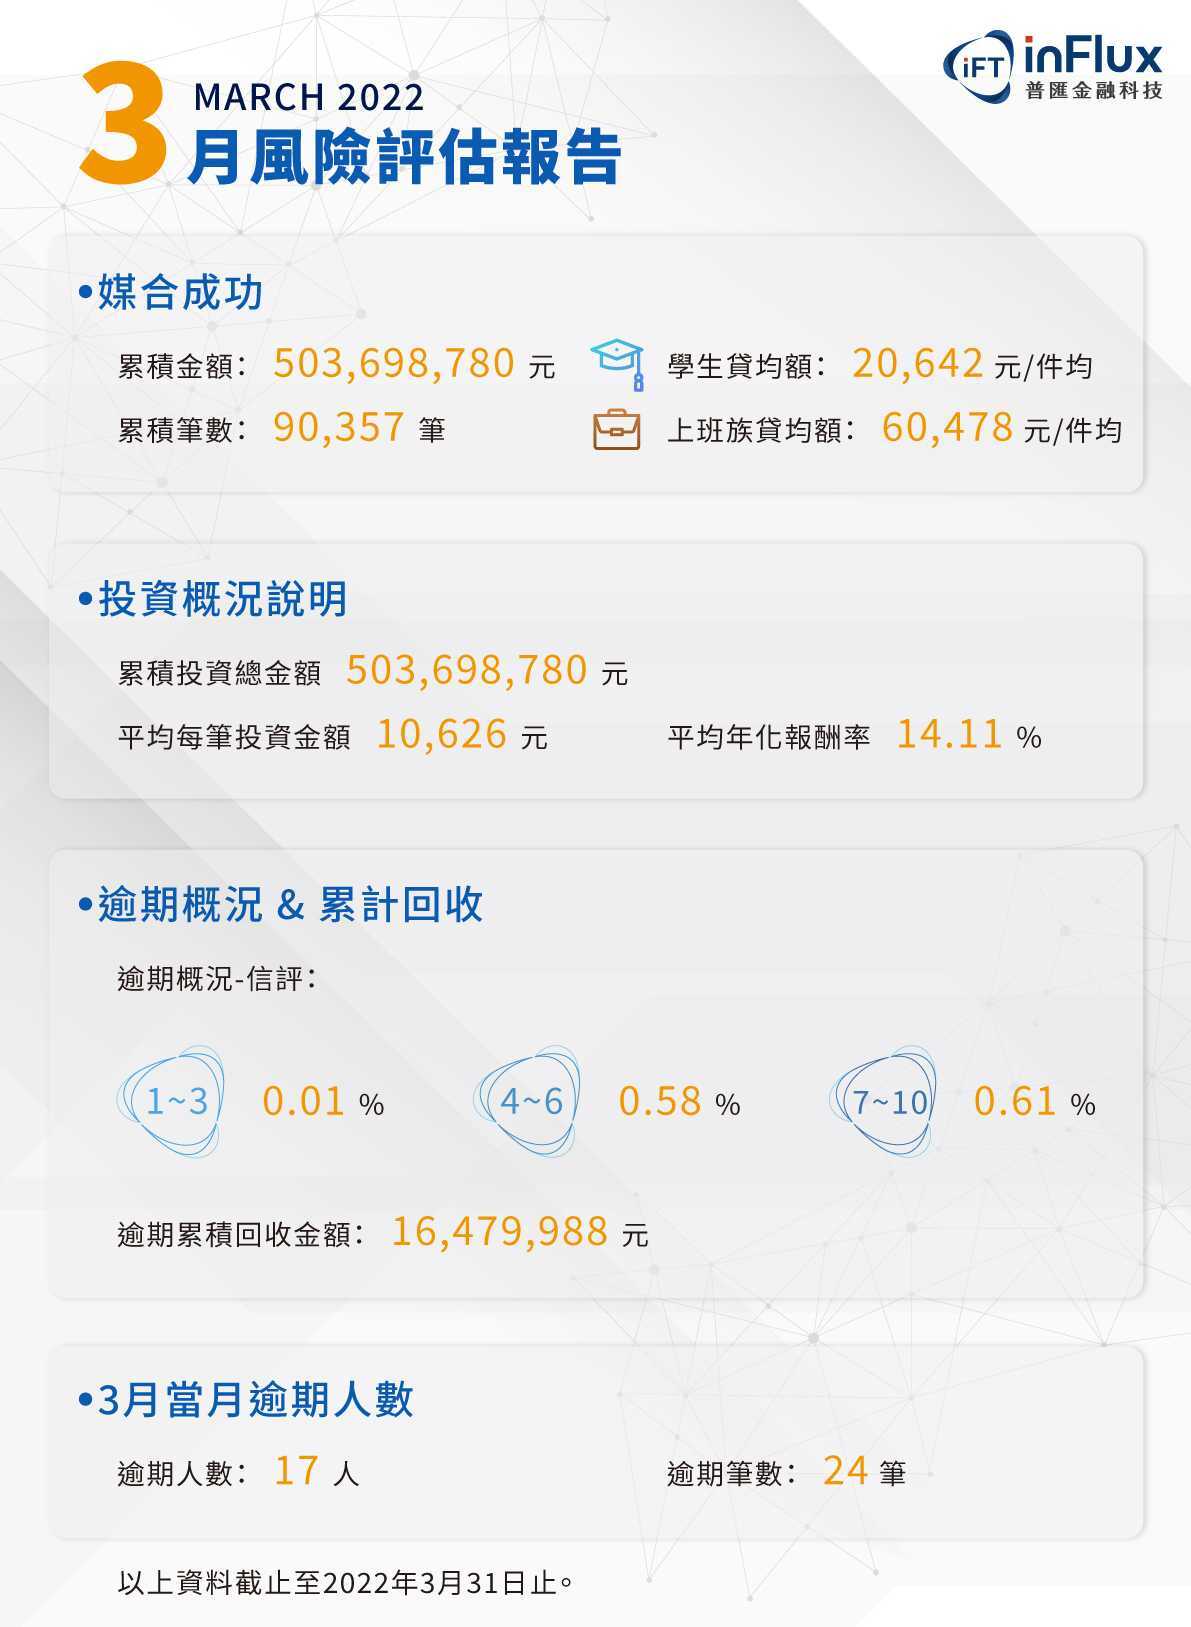 iFT inFlux
普匯金融科技
3 MARCH 2022
月風險評估報告
•媒合成功
累積金額： 503,698,780 元
學生貸均額： 20,642 元/件均
累積筆數： 90,357 筆
上班族貸均額： 60,478 元/件均
•投資概況說明
累積投資總金額 503,698,780 元
平均每筆投資金額 10,626 元
平均年化報酬率 14.11 %
•逾期概況 & 累計回收
逾期概況-信評：
1~3 0.01 %
4~6 0.58 %
7~10 0.61 %
逾期累積回收金額： 16,479,988 元
•3月當月逾期人數
逾期人數： 17 人
逾期筆數： 24 筆
以上資料截止至2022年3月31日止。